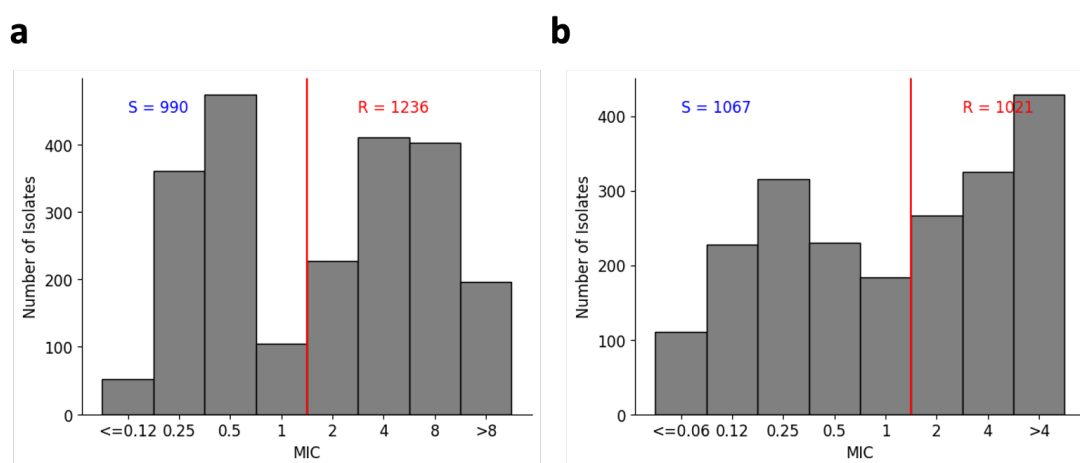 a
b
S = 990
R = 1236
Number of Isolates
400
300
200
100
0
<=0.12 0.25 0.5 1 2 4 8 >8
MIC
S = 1067
R = 1021
Number of Isolates
400
300
200
100
0
<=0.06 0.12 0.25 0.5 1 2 4 >4
MIC